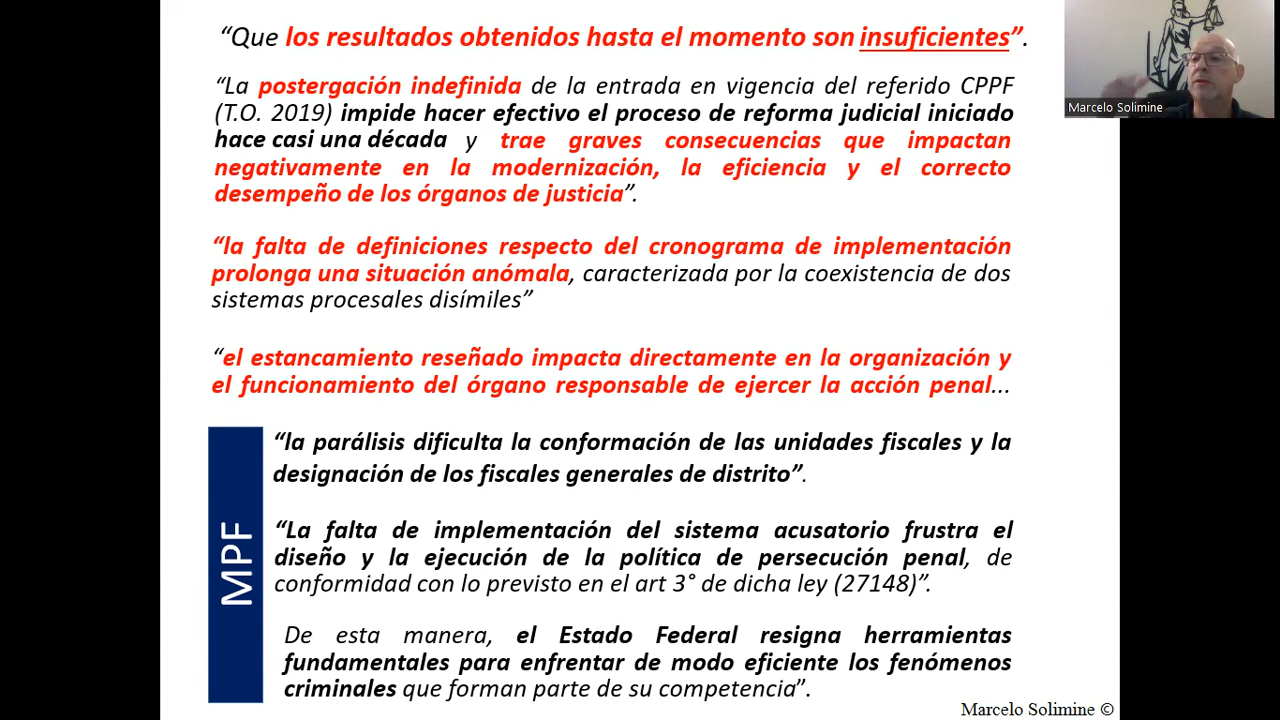 “Que los resultados obtenidos hasta el momento son insuficientes”.
“La postergación indefinida de la entrada en vigencia del referido CPPF
(T.O. 2019) impide hacer efectivo el proceso de reforma judicial iniciado
hace casi una década y trae graves consecuencias que impactan
negativamente en la modernización, la eficiencia y el correcto
desempeño de los órganos de justicia”.
“la falta de definiciones respecto del cronograma de implementación
prolonga una situación anómala, caracterizada por la coexistencia de dos
sistemas procesales disímiles”
“el estancamiento reseñado impacta directamente en la organización y
el funcionamiento del órgano responsable de ejercer la acción penal...
MPF
“la parálisis dificulta la conformación de las unidades fiscales y la
designación de los fiscales generales de distrito”.
“La falta de implementación del sistema acusatorio frustra el
diseño y la ejecución de la política de persecución penal, de
conformidad con lo previsto en el art 3° de dicha ley (27148)”.
De esta manera, el Estado Federal resigna herramientas
fundamentales para enfrentar de modo eficiente los fenómenos
criminales que forman parte de su competencia”.
Marcelo Solimine ©
Marcelo Solimine